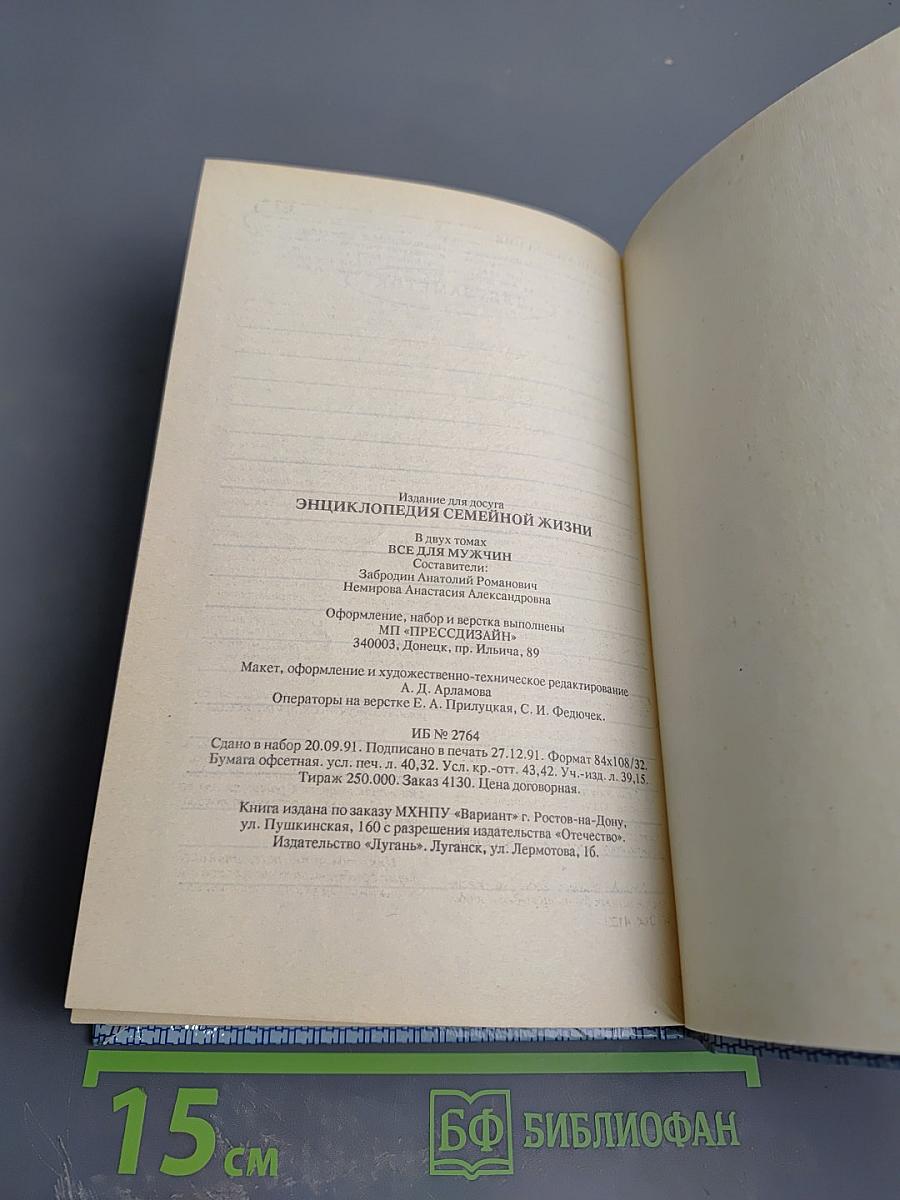 Издание для досуга
ЭНЦИКЛОПЕДИЯ СЕМЕЙНОЙ ЖИЗНИ
В двух томах
ВСЕ ДЛЯ МУЖЧИН
Составители:
Забродин Анатолий Романович
Немирова Анастасия Александровна
Оформление, набор и верстка выполнены
МП «ПРЕССДИЗАЙН»
340003, Донецк, пр. Ильича, 89
Макет, оформление и художественно-техническое редактирование
А. Д. Арламова
Операторы на верстке Е. А. Прилуцкая, С. И. Федючек.
ИБ № 2764
Сдано в набор 20.09.91. Подписано в печать 27.12.91. Формат 84х108/32.
Бумага офсетная. усл. печ. л. 40,32. Усл. кр.-отт. 43,42. Уч.-изд. л. 39,15.
Тираж 250.000. Заказ 4130. Цена договорная.
Книга издана по заказу МХНПУ «Вариант» г. Ростов-на-Дону,
ул. Пушкинская, 160 с разрешения издательства «Отечество».
Издательство «Лугань». Луганск, ул. Лермотова, 1б.
15 см
БФ БИБЛИОФАН